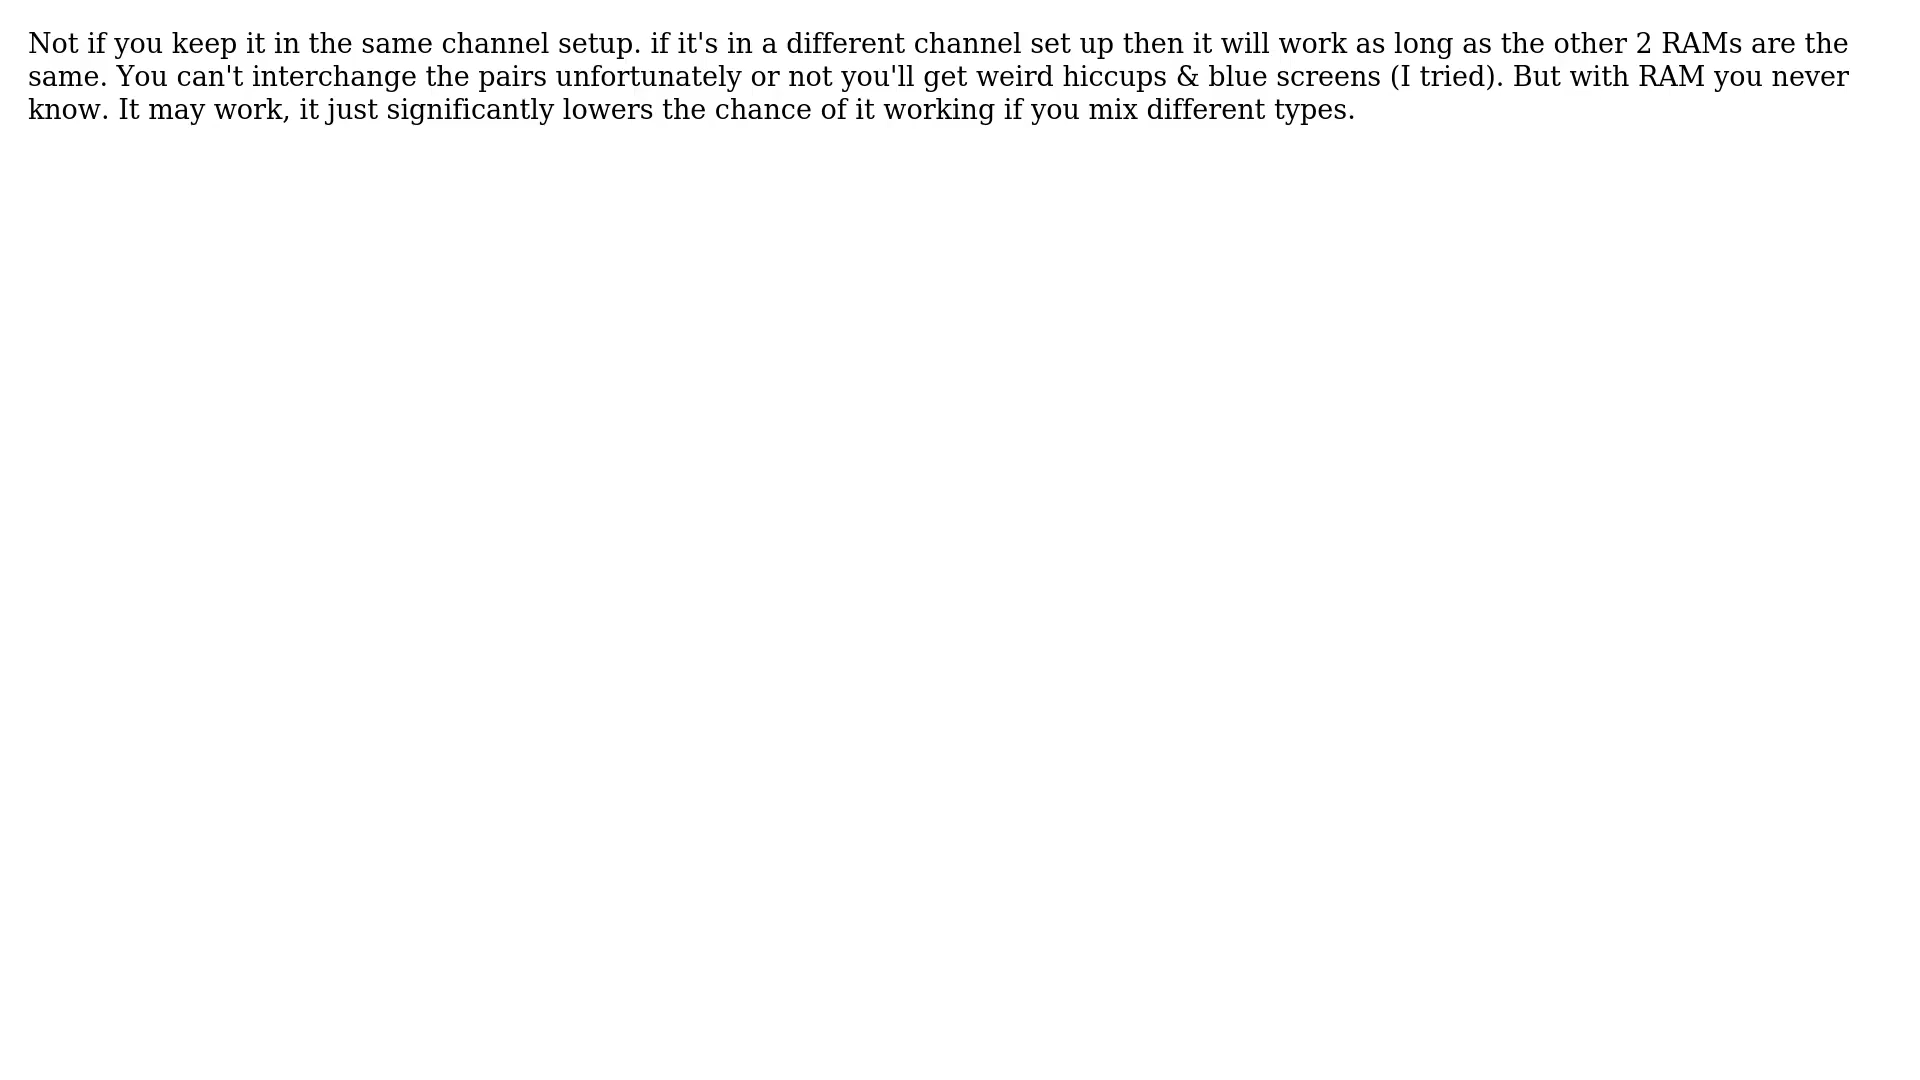 Not if you keep it in the same channel setup. if it's in a different channel set up then it will work as long as the other 2 RAMs are the
same. You can't interchange the pairs unfortunately or not you'll get weird hiccups & blue screens (I tried). But with RAM you never
know. It may work, it just significantly lowers the chance of it working if you mix different types.